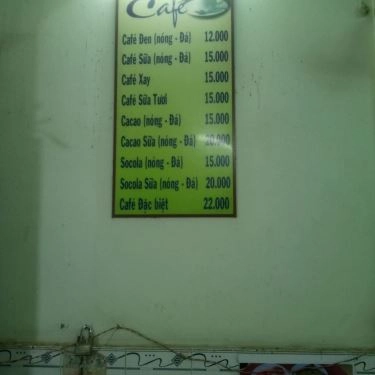 Café
Café Đen (nóng - Đá) 12.000
Café Sữa (nóng - Đá) 15.000
Café Xay 15.000
Café Sữa Tươi 15.000
Cacao (nóng - Đá) 15.000
Cacao Sữa (nóng - Đá) 20.000
Socola (nóng - Đá) 15.000
Socola Sữa (nóng - Đá) 20.000
Café Đặc biệt 22.000